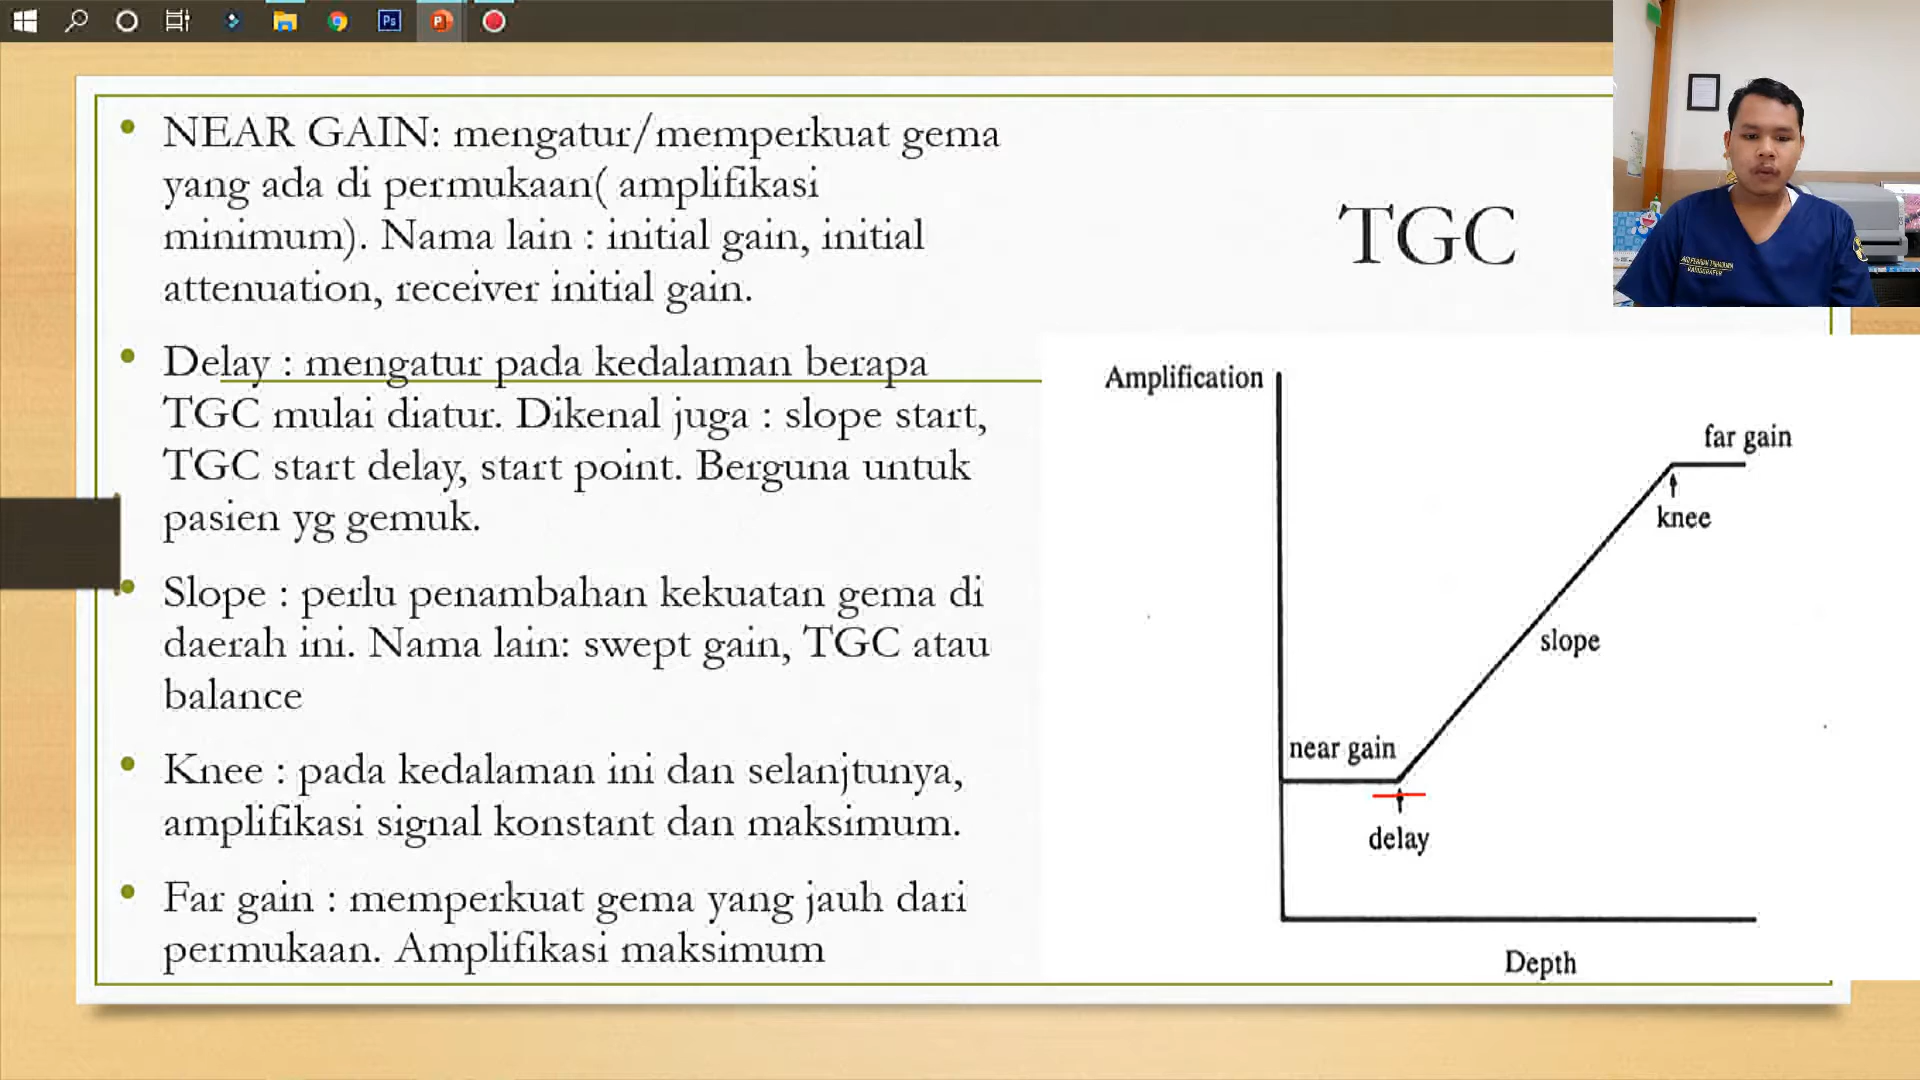 NEAR GAIN: mengatur/memperkuat gema
yang ada di permukaan( amplifikasi
minimum). Nama lain : initial gain, initial
attenuation, receiver initial gain.
Delay : mengatur pada kedalaman berapa
TGC mulai diatur. Dikenal juga : slope start,
TGC start delay, start point. Berguna untuk
pasien yg gemuk.
Slope : perlu penambahan kekuatan gema di
daerah ini. Nama lain: swept gain, TGC atau
balance
Knee : pada kedalaman ini dan selanjtunya,
amplifikasi signal konstant dan maksimum.
Far gain : memperkuat gema yang jauh dari
permukaan. Amplifikasi maksimum
TGC
Amplification
far gain
knee
slope
near gain
delay
Depth
Ps
P